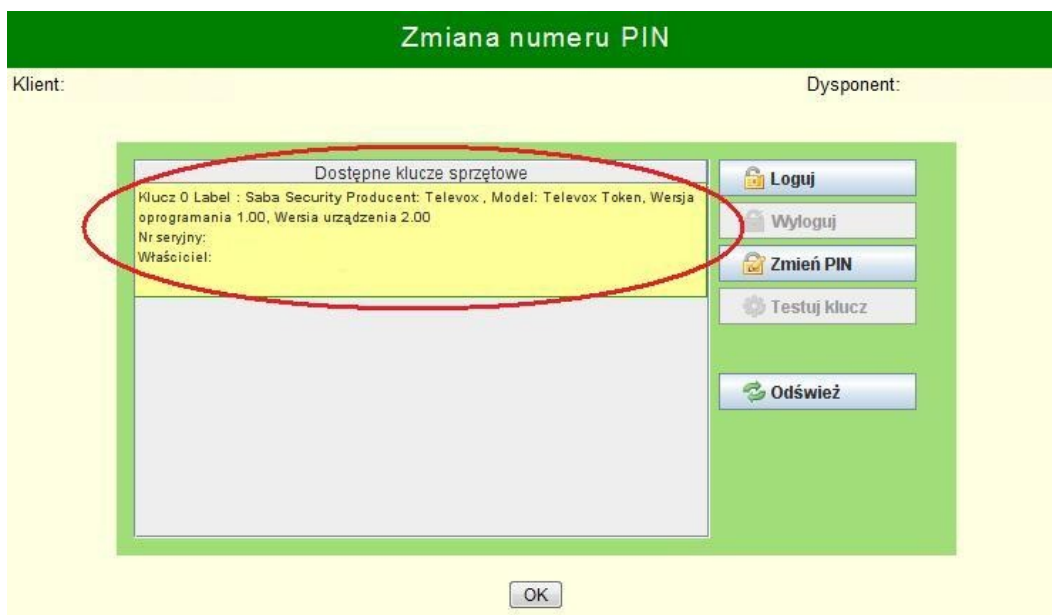 Zmiana numeru PIN
Klient:
Dysponent:
Dostępne klucze sprzętowe
Klucz 0 Label : Saba Security Producent: Televox , Model: Televox Token, Wersja
oprogramania 1.00, Wersia urządzenia 2.00
Nr seryjny:
Właściciel:
Loguj
Wyloguj
Zmień PIN
Testuj klucz
Odśwież
OK